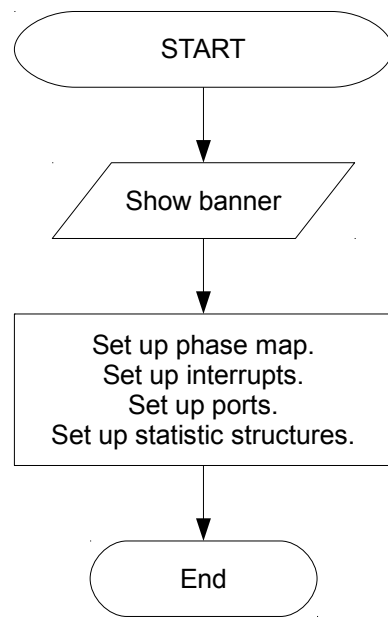 START
Show banner
Set up phase map.
Set up interrupts.
Set up ports.
Set up statistic structures.
End